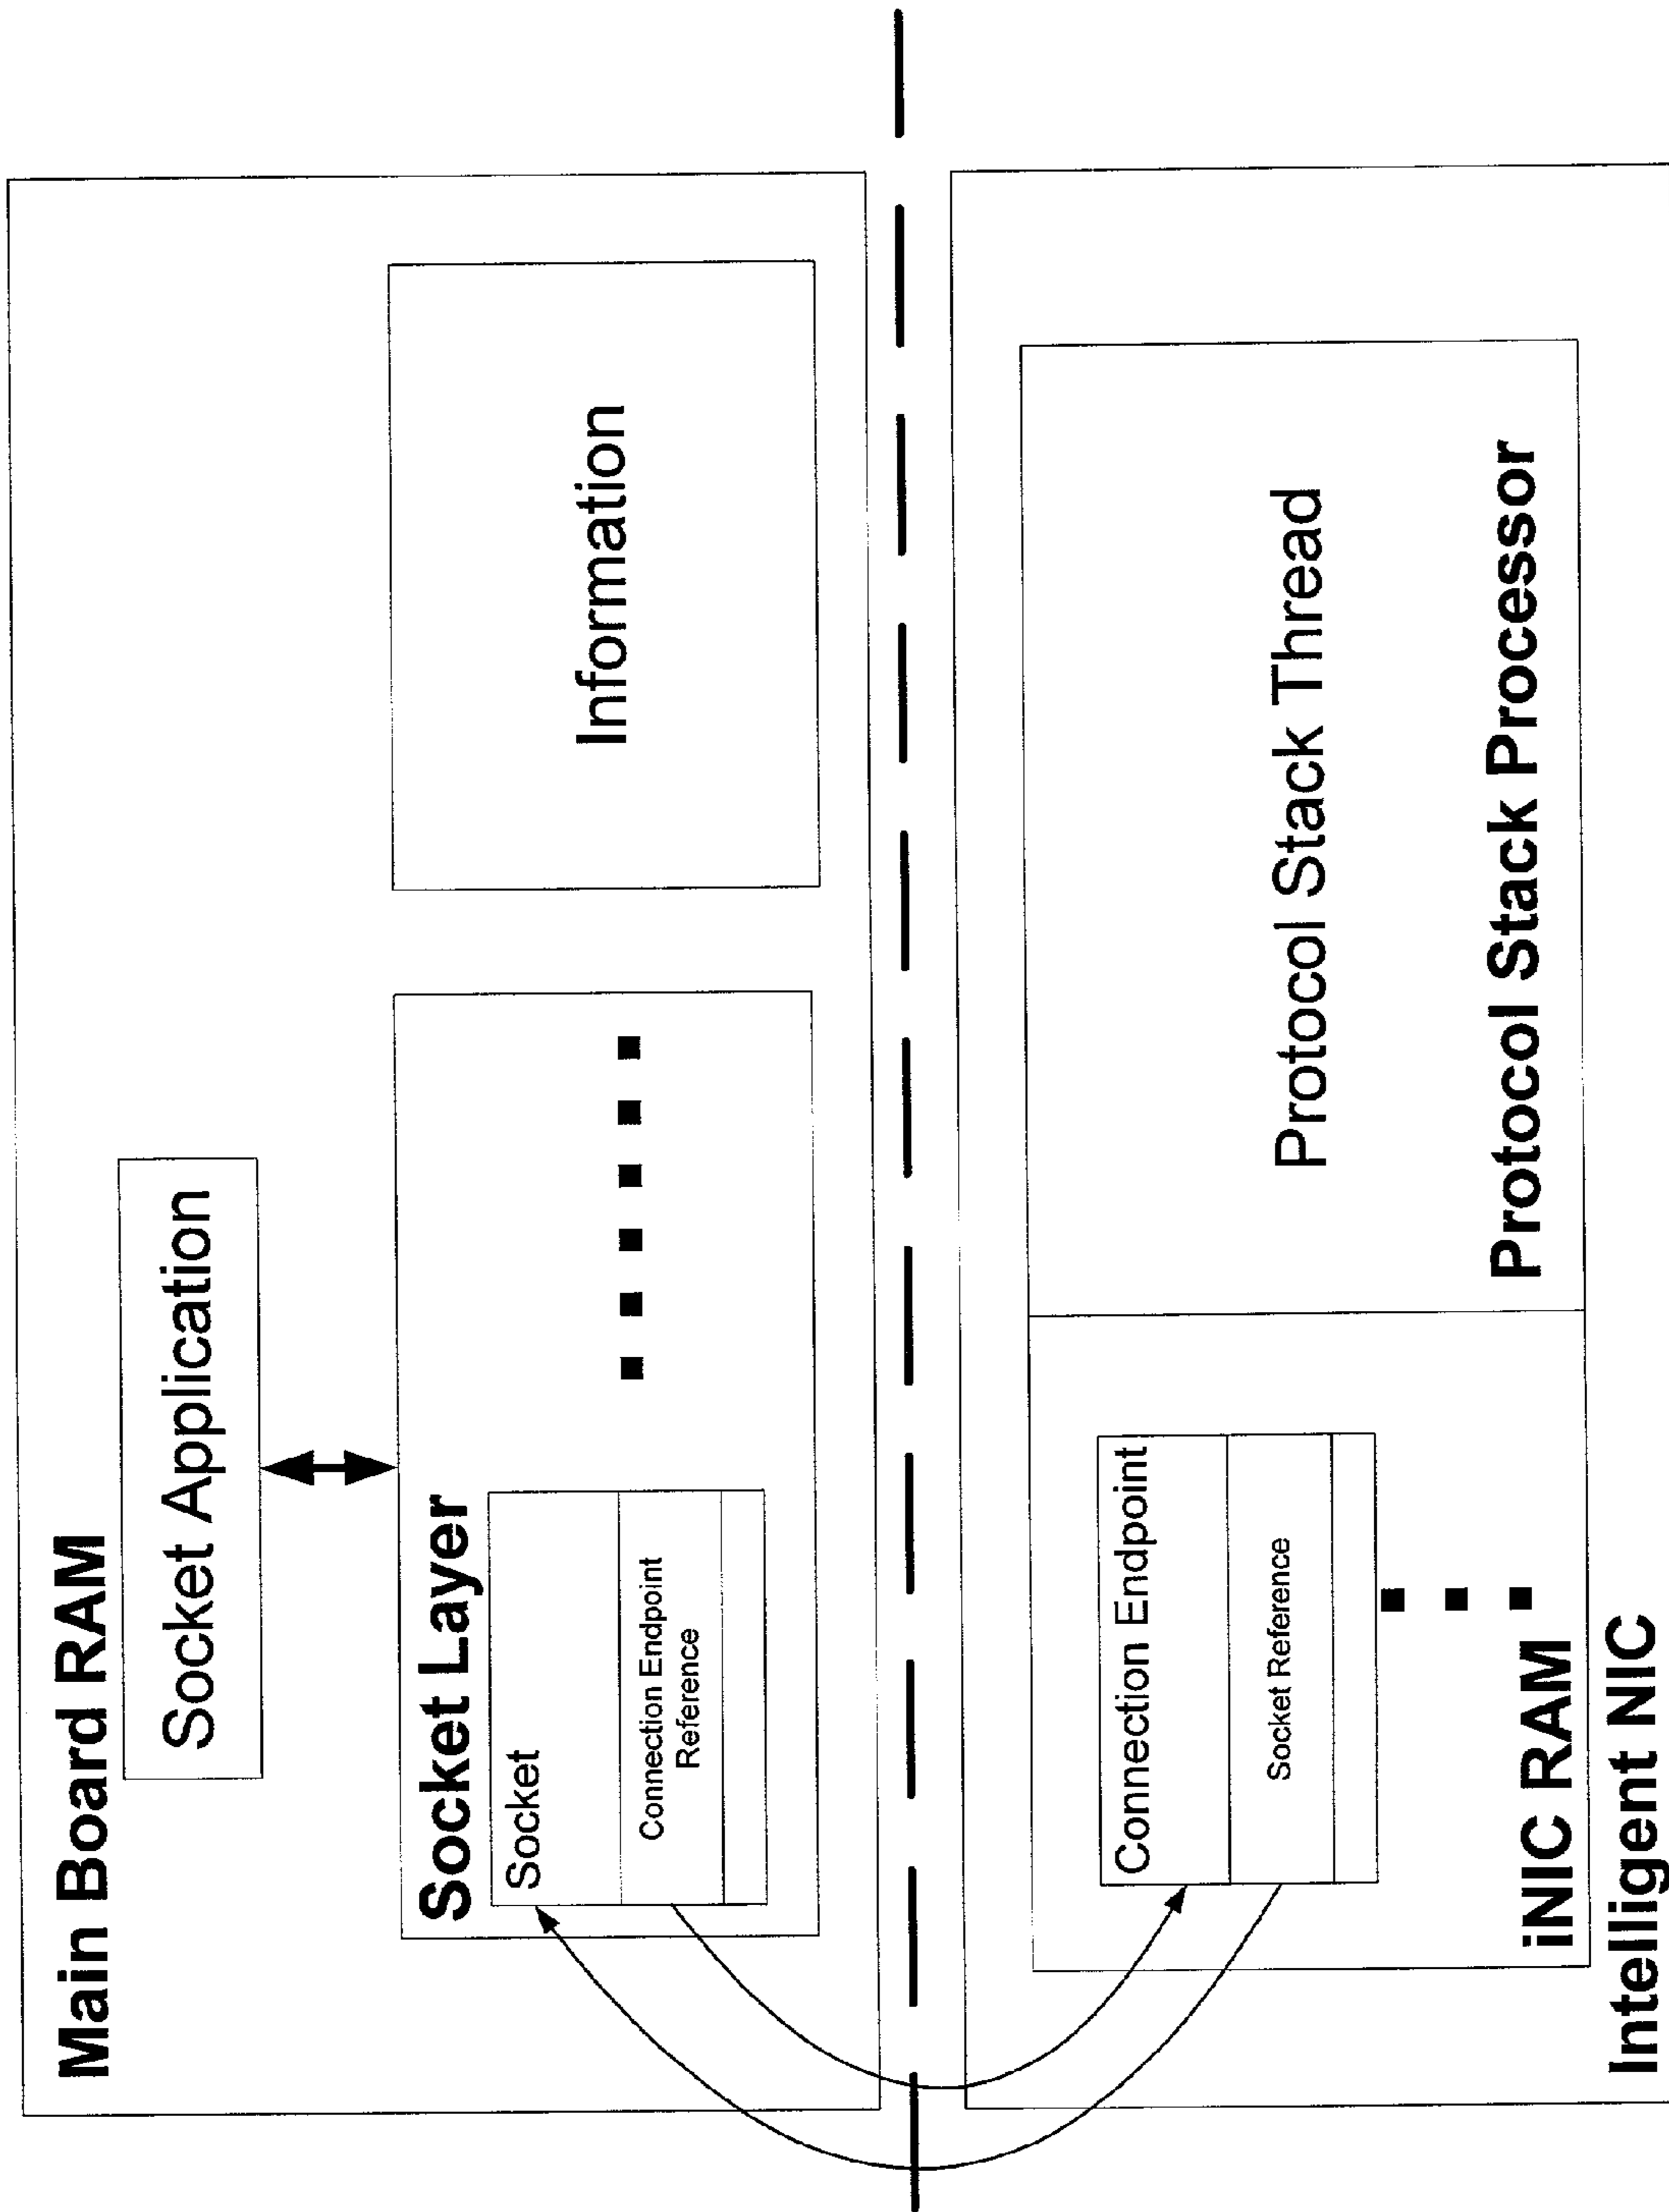 Main Board RAM
Socket Application
Socket Layer
Socket
Connection Endpoint
Reference
Information
Connection Endpoint
Socket Reference
iNIC RAM
Protocol Stack Thread
Protocol Stack Processor
Intelligent NIC